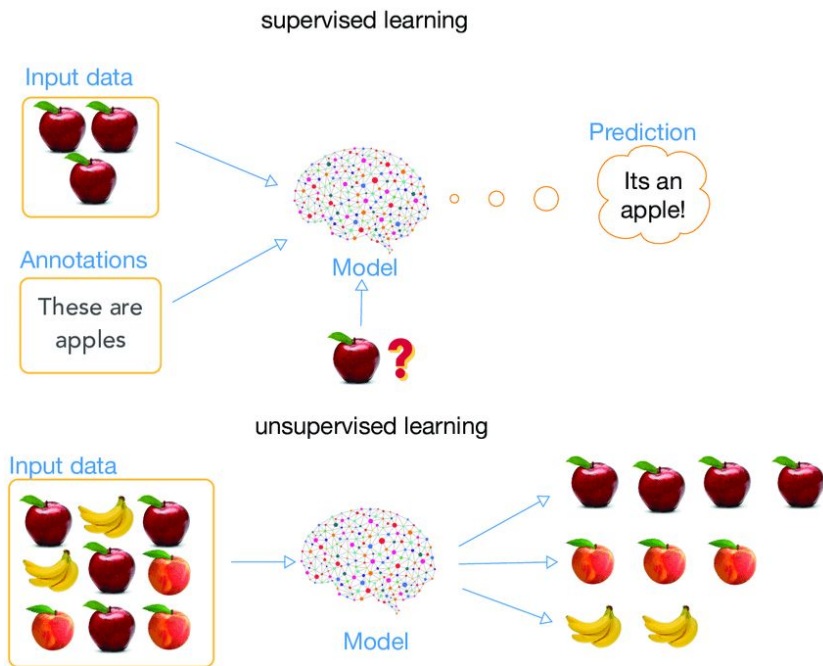 supervised learning
Input data
Prediction
Its an
apple!
Annotations
These are
apples
Model
?
unsupervised learning
Input data
Model